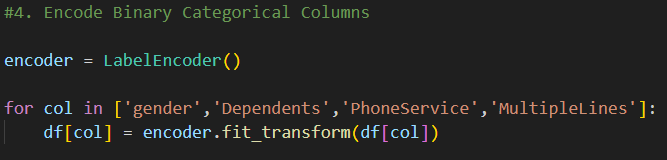 #4. Encode Binary Categorical Columns
encoder = LabelEncoder()
for col in ['gender','Dependents','PhoneService','MultipleLines']:
    df[col] = encoder.fit_transform(df[col])